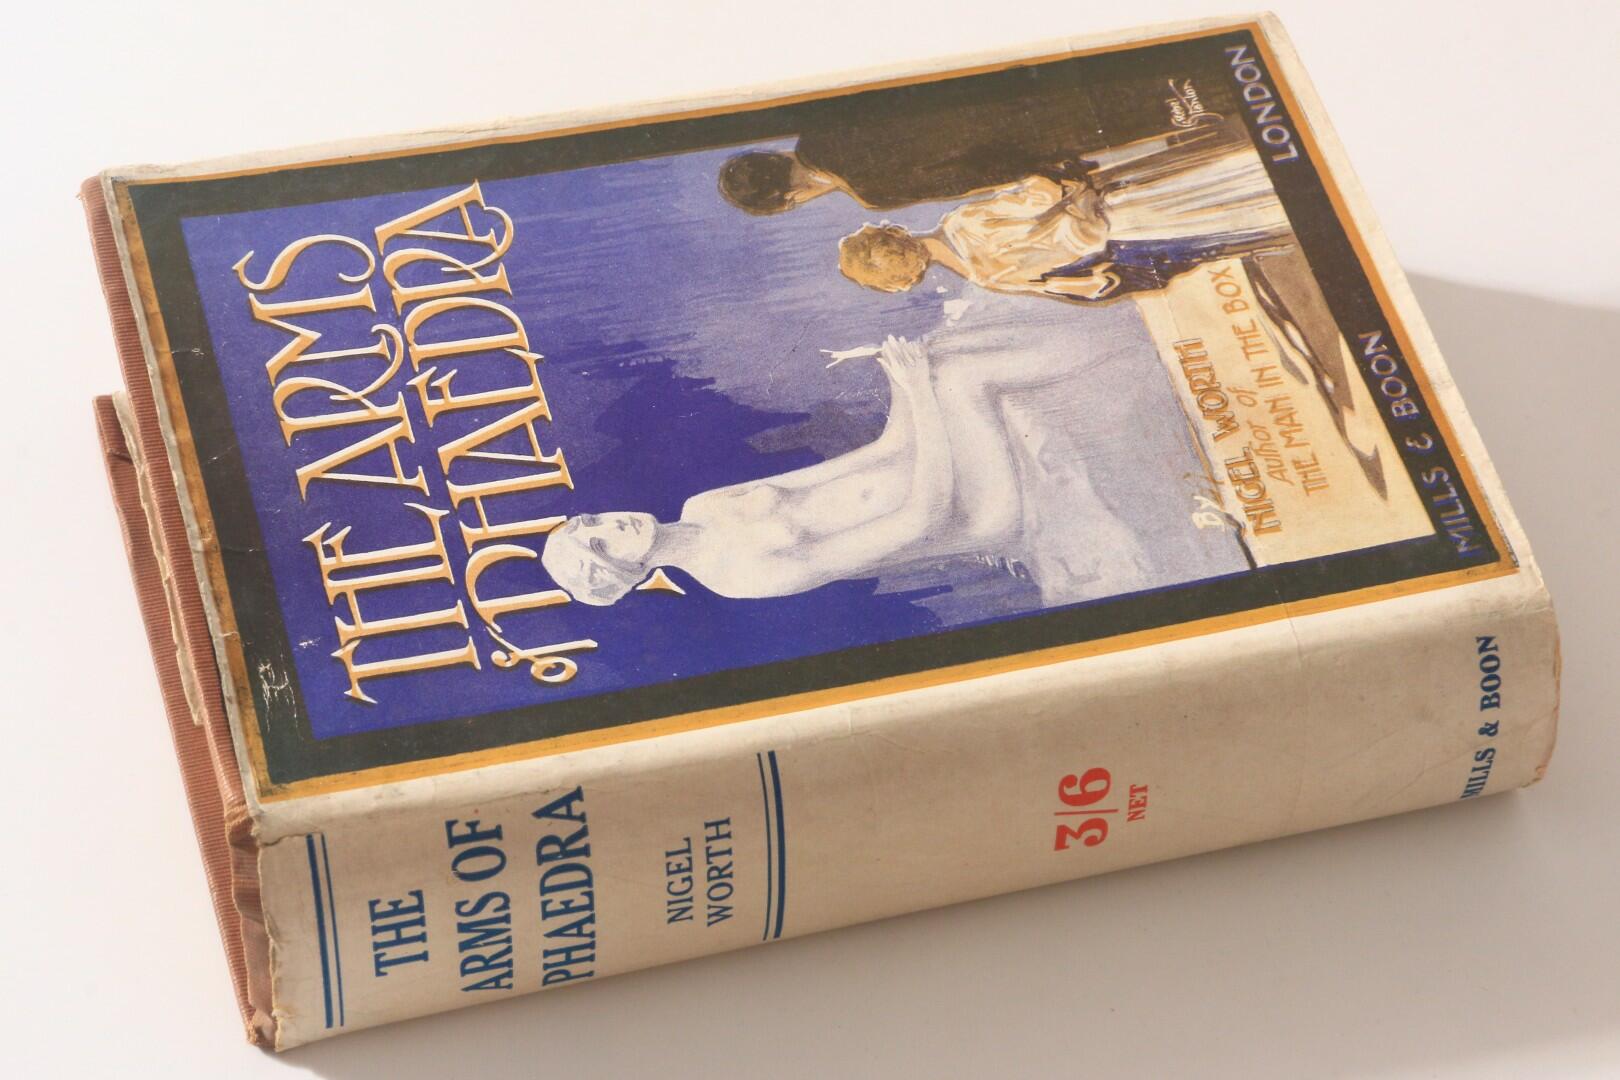 THE ARMS
of PHAEDRA
By
NIGEL WORTH
Author of
THE MAN IN THE BOX
MILLS & BOON
LONDON
THE
ARMS OF
PHAEDRA
NIGEL
WORTH
3/6
NET
MILLS & BOON